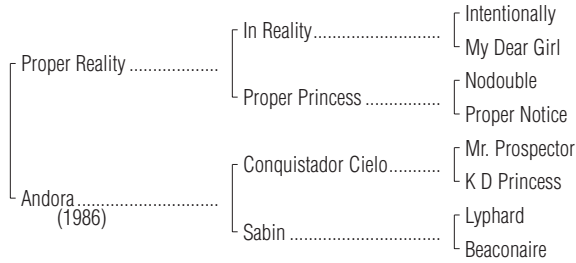 Intentionally
In Reality
My Dear Girl
Proper Reality
Nodouble
Proper Princess
Proper Notice
Mr. Prospector
Conquistador Cielo
K D Princess
Andora
(1986)
Lyphard
Sabin
Beaconaire